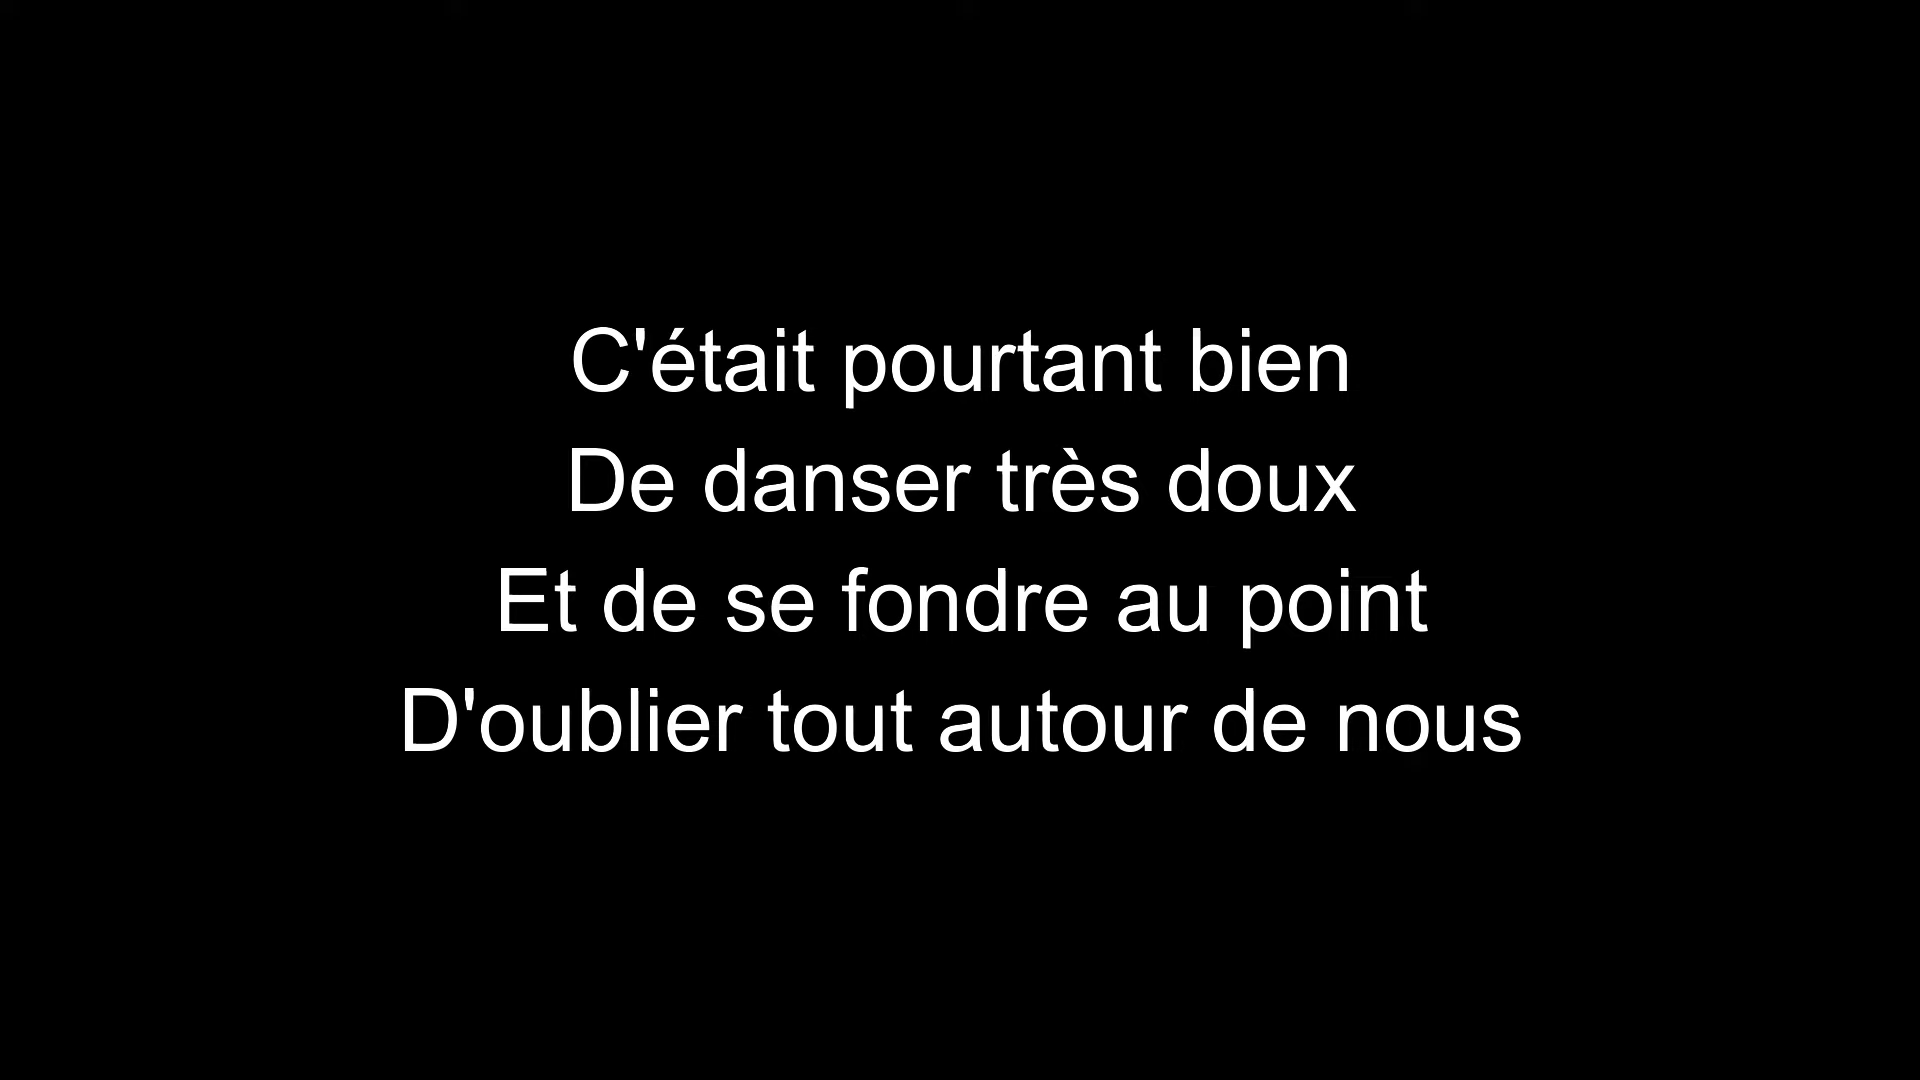 C'était pourtant bien
De danser très doux
Et de se fondre au point
D'oublier tout autour de nous